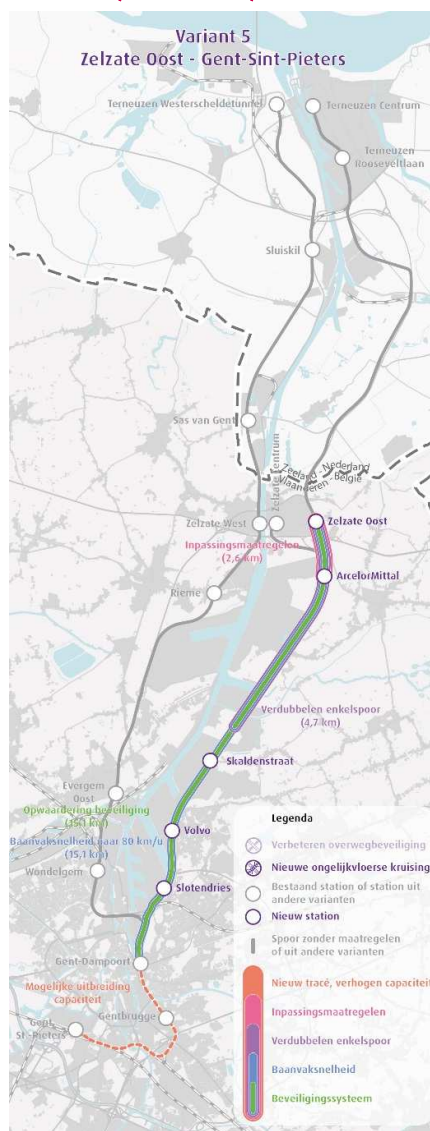 Variant 5
Zelzate Oost - Gent-Sint-Pieters
Terneuzen Westerscheldetunnel
Terneuzen Centrum
Terneuzen
Rooseveltlaan
Sluiskil
Sas van Gent
Zeeland - Nederland
Vlaanderen - België
Zelzate Centrum
Zelzate West
Zelzate Oost
Inpassingsmaatregelen
(2,6 km)
ArcelorMittal
Rieme
Verdubbelen enkelspoor
(4,7 km)
Skaldenstraat
Evergem
Oost
Opwaardering beveiliging
(15.1 km)
Volvo
Baanvaksnelheid naar 80 km/u
(15.1 km)
Wondelgem
Slotendries
Gent-Dampoort
Mogelijke uitbreiding
capaciteit
Gentbrugge
Gent
St.-Pieters
Legenda
Verbeteren overwegbeveiliging
Nieuwe ongelijkvloerse kruising
Bestaand station of station uit
andere varianten
Nieuw station
Spoor zonder maatregelen
of uit andere varianten
Nieuw tracé, verhogen capaciteit
Inpassingsmaatregelen
Verdubbelen enkelspoor
Baanvaksnelheid
Beveiligingssysteem